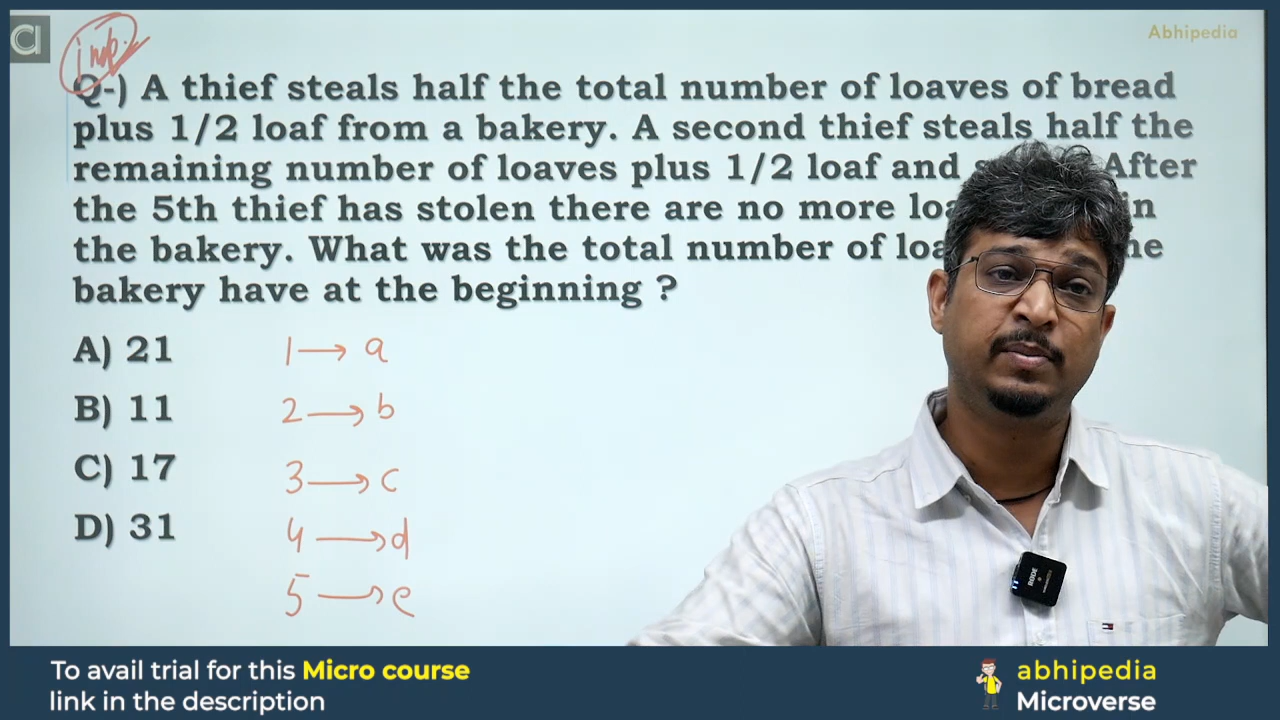 Abhipedia
a
imp.
Q-) A thief steals half the total number of loaves of bread
plus 1/2 loaf from a bakery. A second thief steals half the
remaining number of loaves plus 1/2 loaf and After
the 5th thief has stolen there are no more in
the bakery. What was the total number of
bakery have at the beginning ?
A) 21
B) 11
C) 17
D) 31
1 → a
2 → b
3 → c
4 → d
5 → e
RODE
To avail trial for this Micro course
link in the description
abhipedia
Microverse